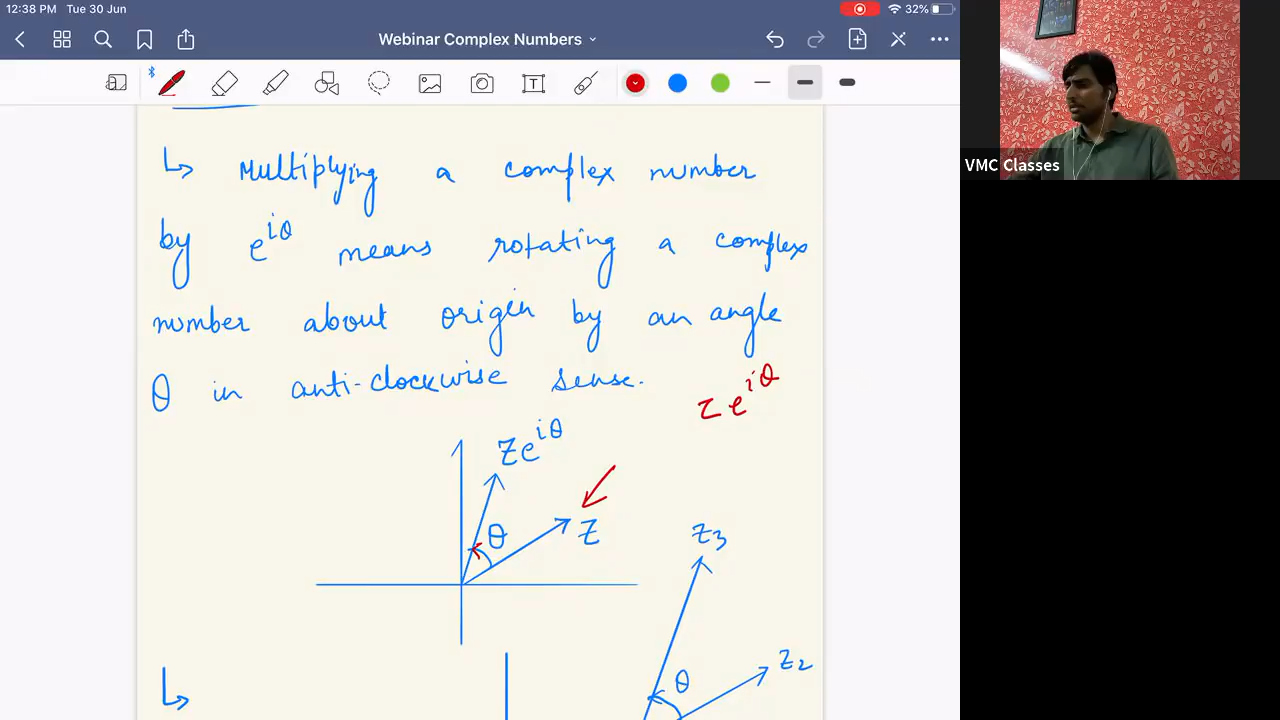 12:38 PM Tue 30 Jun
32%
Webinar Complex Numbers
T
VMC Classes
↳ Multiplying a complex number
by e^{iθ} means rotating a complex
number about origin by an angle
θ in anti-clockwise sense.
z e^{iθ}
Ze^{iθ}
θ
Z
z₃
z₂
θ
↳